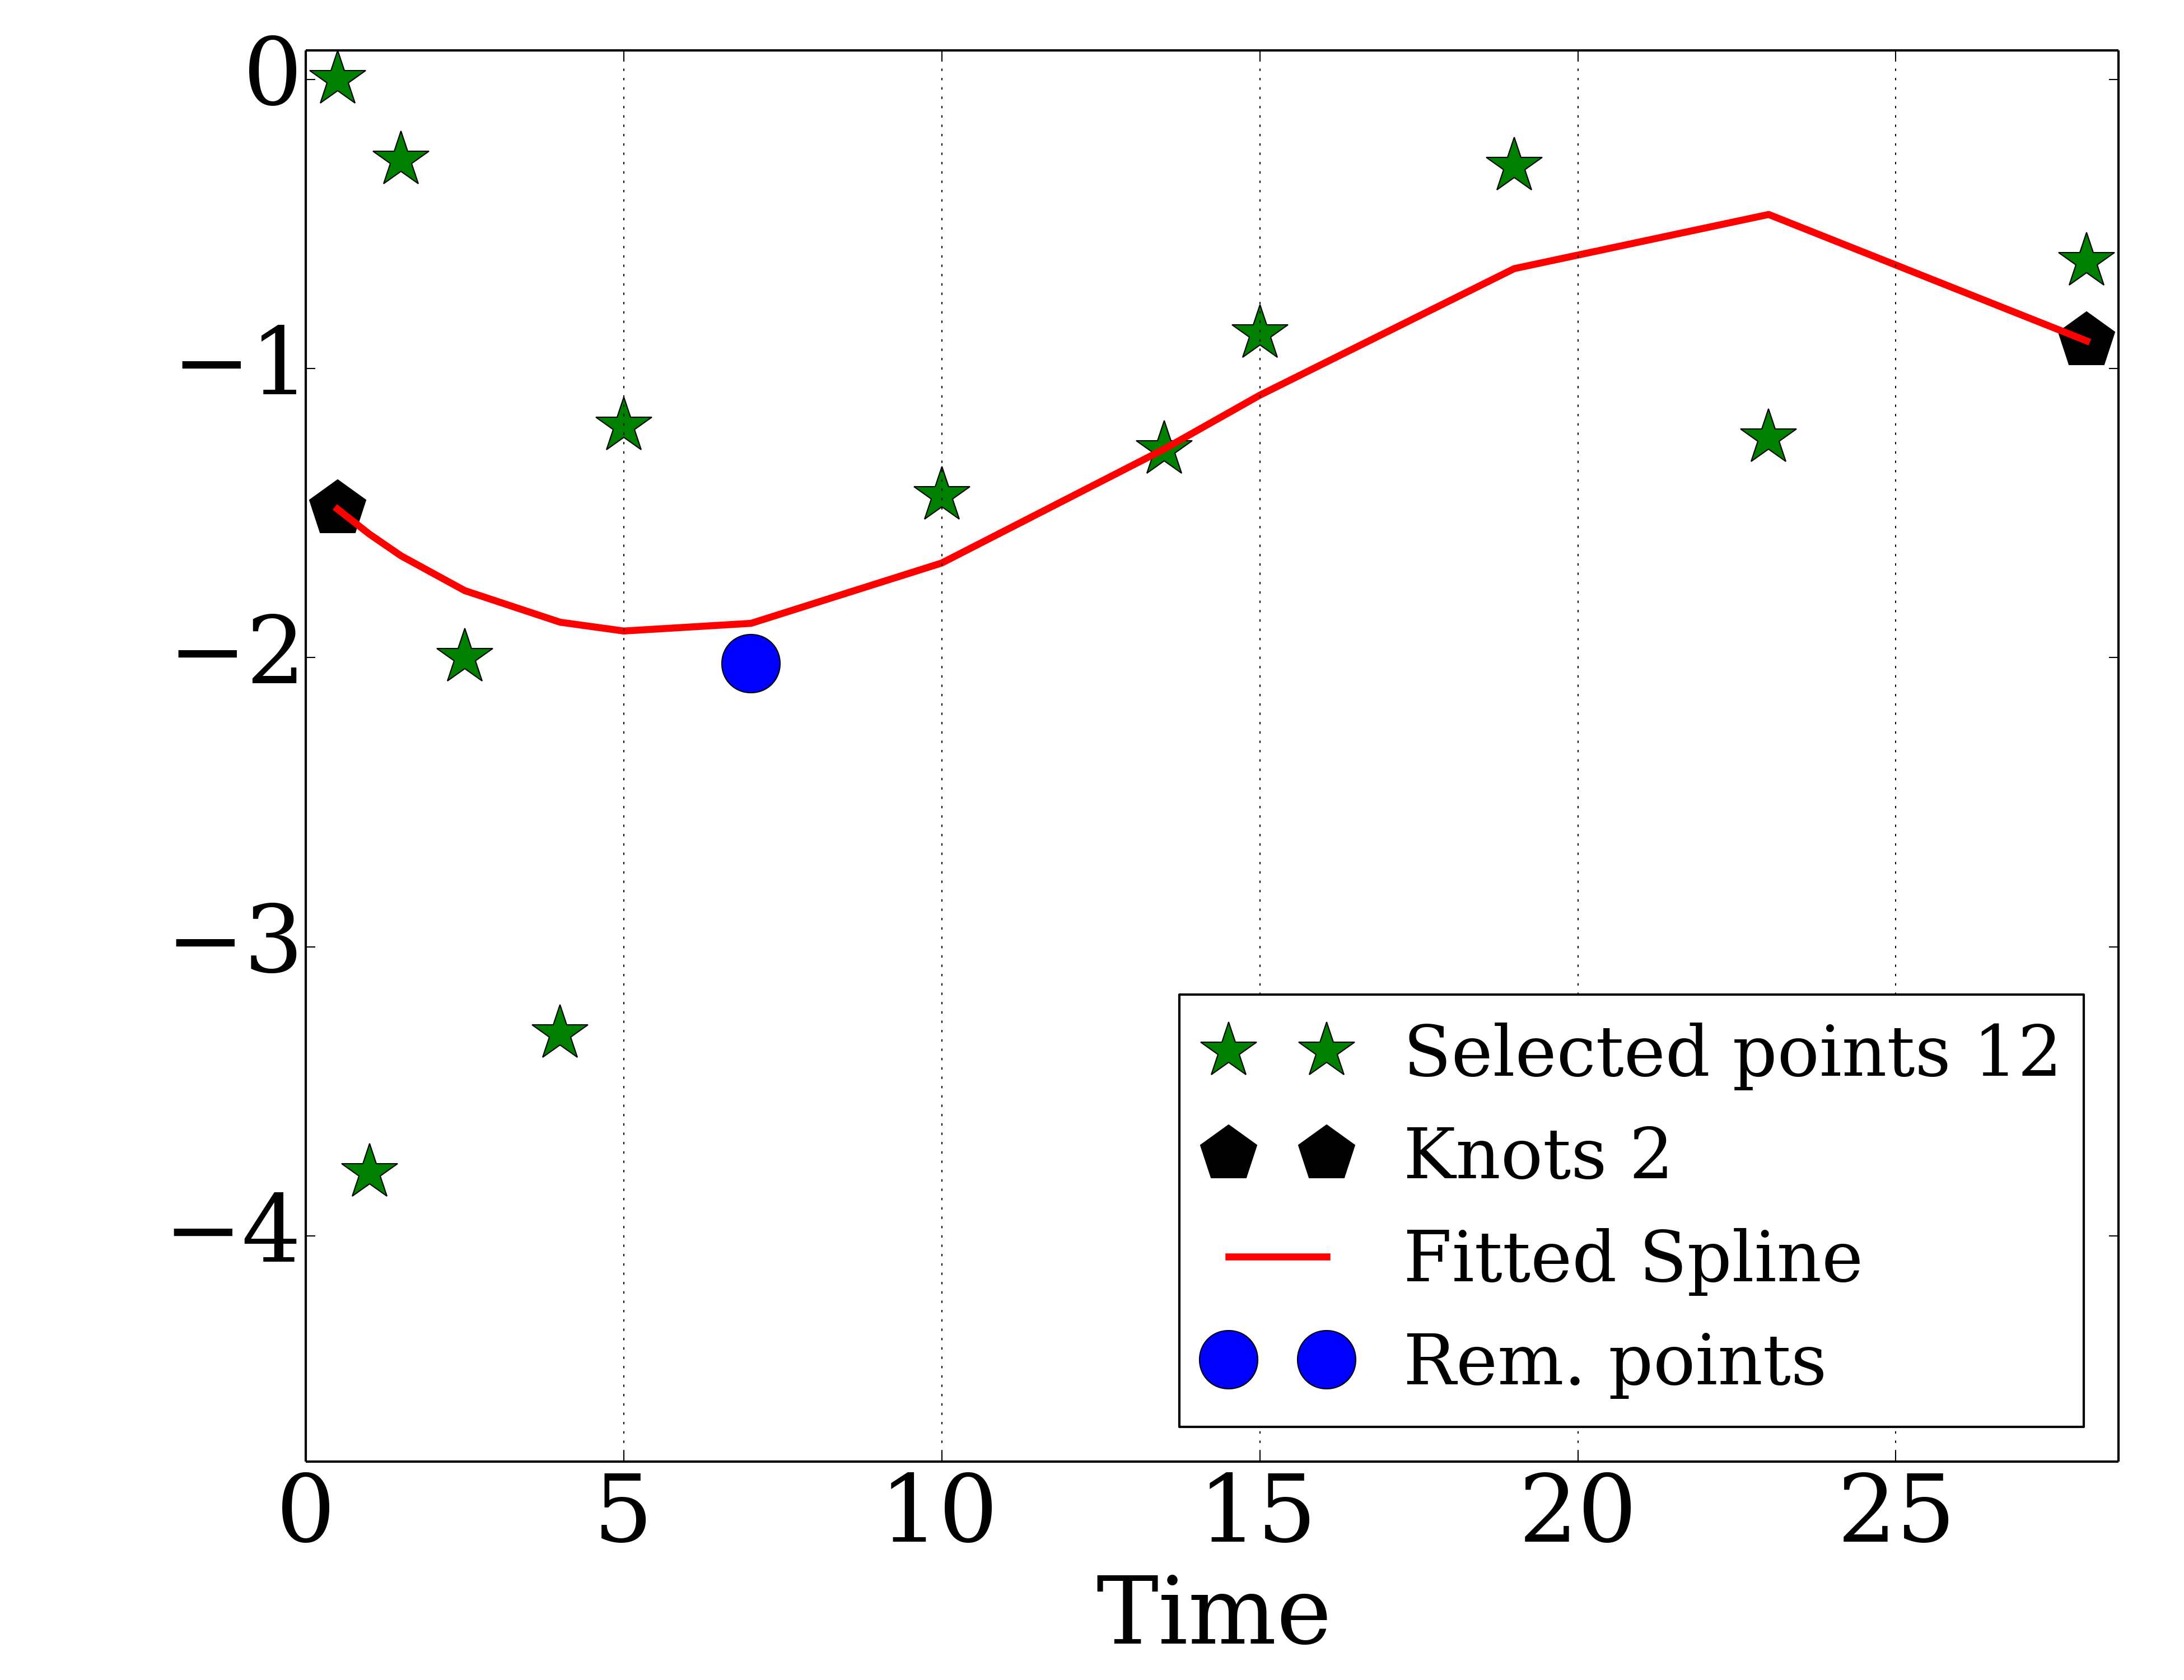 0
−1
−2
−3
−4
Selected points 12
Knots 2
Fitted Spline
Rem. points
0 5 10 15 20 25
Time